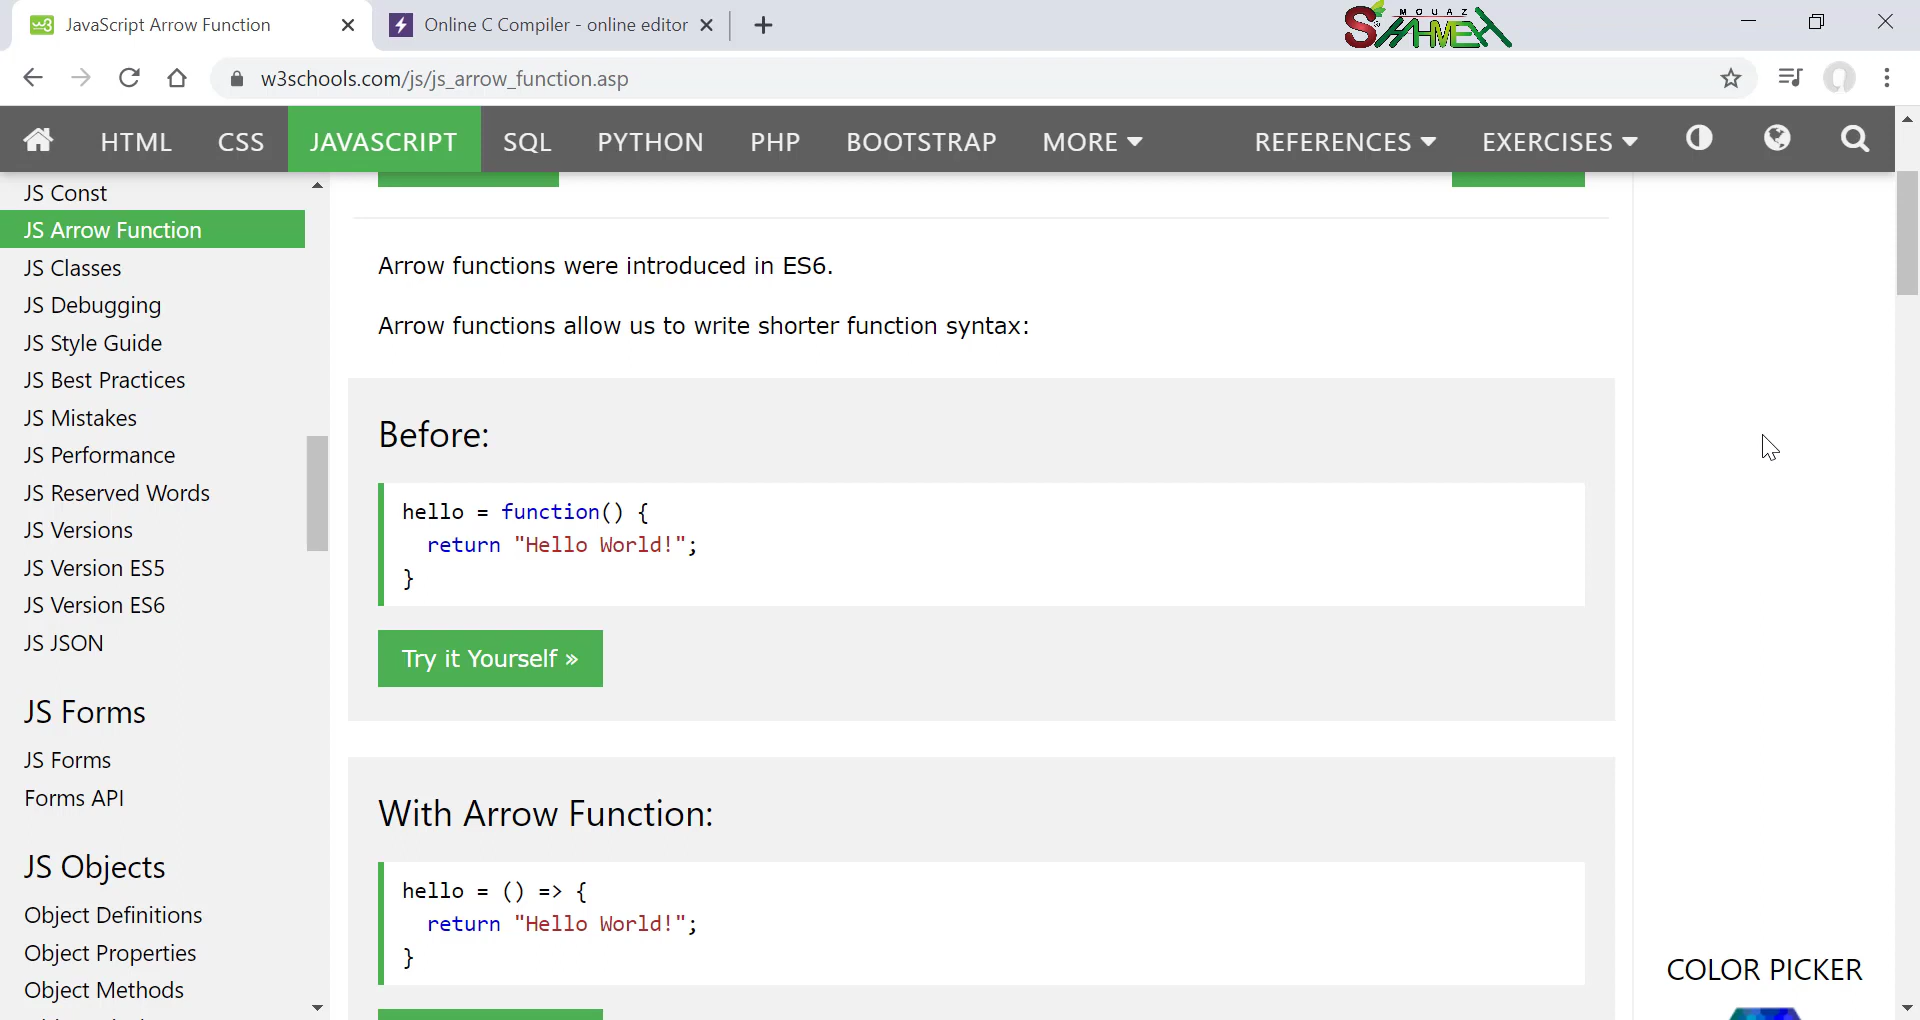 JavaScript Arrow Function
Online C Compiler - online editor
MOUAZ
w3schools.com/js/js_arrow_function.asp
HTML CSS JAVASCRIPT SQL PYTHON PHP BOOTSTRAP MORE REFERENCES EXERCISES
JS Const
JS Arrow Function
JS Classes
JS Debugging
JS Style Guide
JS Best Practices
JS Mistakes
JS Performance
JS Reserved Words
JS Versions
JS Version ES5
JS Version ES6
JS JSON
JS Forms
JS Forms
Forms API
JS Objects
Object Definitions
Object Properties
Object Methods
Arrow functions were introduced in ES6.
Arrow functions allow us to write shorter function syntax:
Before:
hello = function() {
  return "Hello World!";
}
Try it Yourself »
With Arrow Function:
hello = () => {
  return "Hello World!";
}
COLOR PICKER